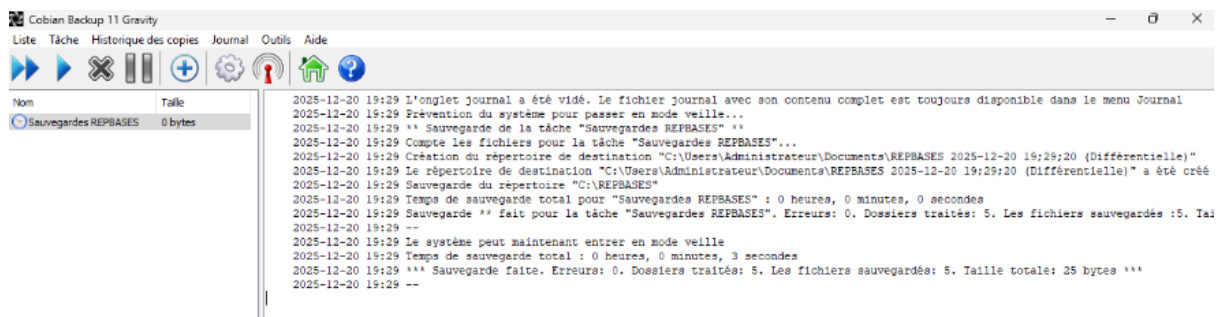 Cobian Backup 11 Gravity
Liste Tâche Historique des copies Journal Outils Aide
Nom Taille
Sauvegardes REPBASES 0 bytes
2025-12-20 19:29 L'onglet journal a été vidé. Le fichier journal avec son contenu complet est toujours disponible dans le menu Journal
2025-12-20 19:29 Prévention du système pour passer en mode veille...
2025-12-20 19:29 ** Sauvegarde de la tâche "Sauvegardes REPBASES" **
2025-12-20 19:29 Compte les fichiers pour la tâche "Sauvegardes REPBASES"...
2025-12-20 19:29 Création du répertoire de destination "C:\Users\Administrateur\Documents\REPBASES 2025-12-20 19;29;20 (Différentielle)"
2025-12-20 19:29 Le répertoire de destination "C:\Users\Administrateur\Documents\REPBASES 2025-12-20 19;29;20 (Différentielle)" a été créé
2025-12-20 19:29 Sauvegarde du répertoire "C:\REPBASES"
2025-12-20 19:29 Temps de sauvegarde total pour "Sauvegardes REPBASES" : 0 heures, 0 minutes, 0 secondes
2025-12-20 19:29 Sauvegarde ** fait pour la tâche "Sauvegardes REPBASES". Erreurs: 0. Dossiers traités: 5. Les fichiers sauvegardés :5. Tai
2025-12-20 19:29 --
2025-12-20 19:29 Le système peut maintenant entrer en mode veille
2025-12-20 19:29 Temps de sauvegarde total : 0 heures, 0 minutes, 3 secondes
2025-12-20 19:29 *** Sauvegarde faite. Erreurs: 0. Dossiers traités: 5. Les fichiers sauvegardés: 5. Taille totale: 25 bytes ***
2025-12-20 19:29 --